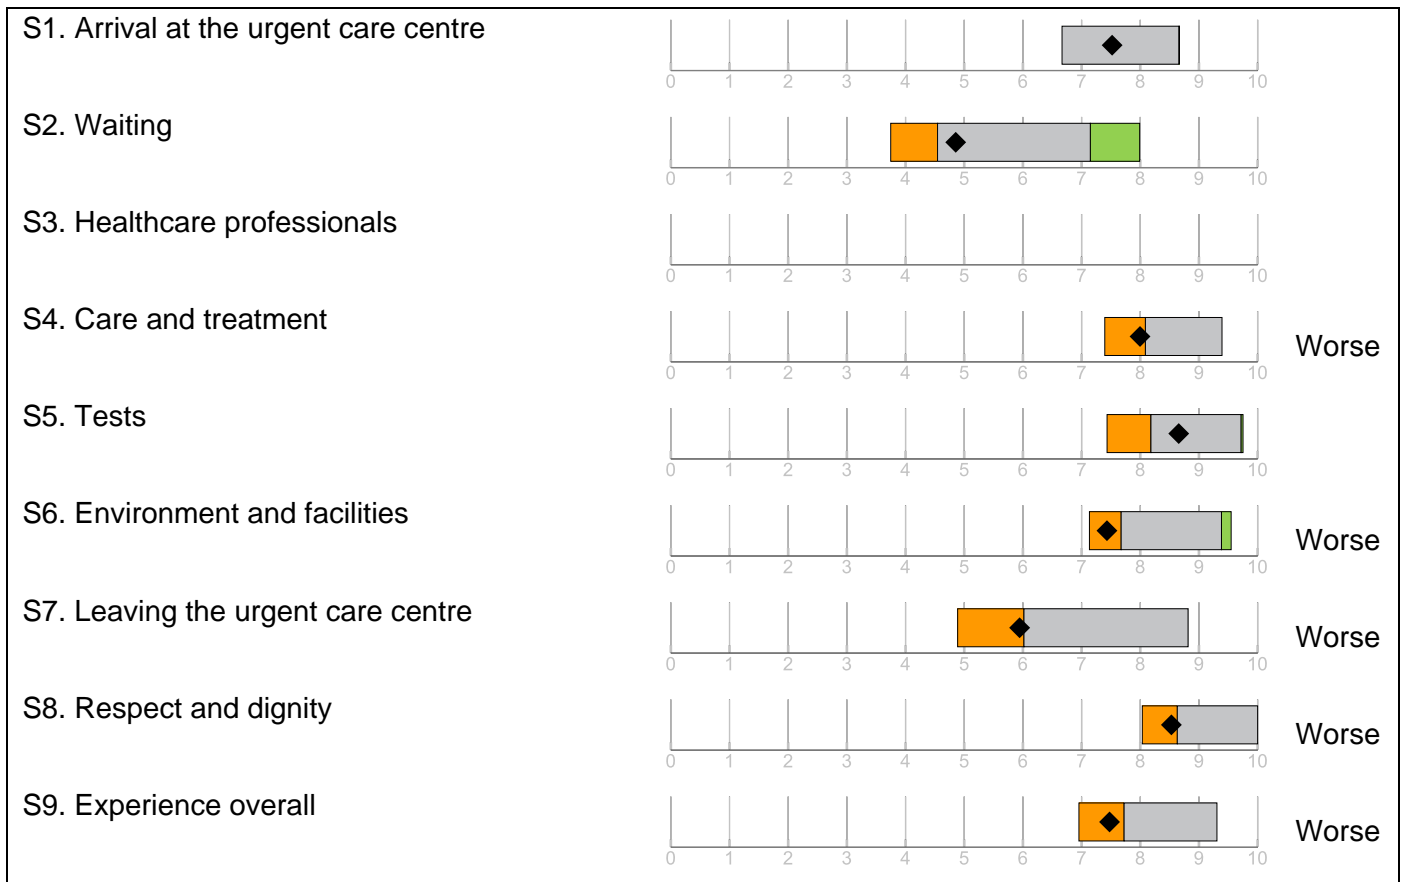 S1. Arrival at the urgent care centre
0 1 2 3 4 5 6 7 8 9 10
S2. Waiting
0 1 2 3 4 5 6 7 8 9 10
S3. Healthcare professionals
0 1 2 3 4 5 6 7 8 9 10
S4. Care and treatment
Worse
0 1 2 3 4 5 6 7 8 9 10
S5. Tests
0 1 2 3 4 5 6 7 8 9 10
S6. Environment and facilities
Worse
0 1 2 3 4 5 6 7 8 9 10
S7. Leaving the urgent care centre
Worse
0 1 2 3 4 5 6 7 8 9 10
S8. Respect and dignity
Worse
0 1 2 3 4 5 6 7 8 9 10
S9. Experience overall
Worse
0 1 2 3 4 5 6 7 8 9 10